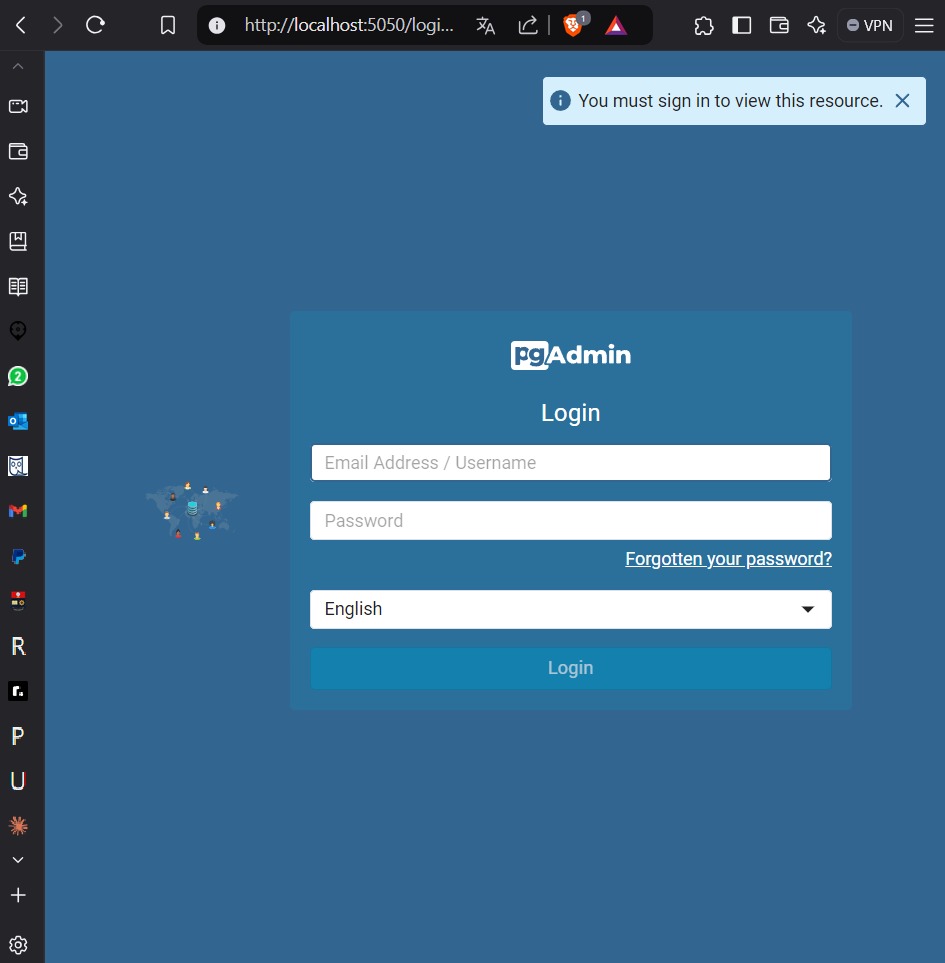 http://localhost:5050/logi...
1
VPN
You must sign in to view this resource.
2
pgAdmin
Login
Email Address / Username
Password
Forgotten your password?
English
Login
R
P
U